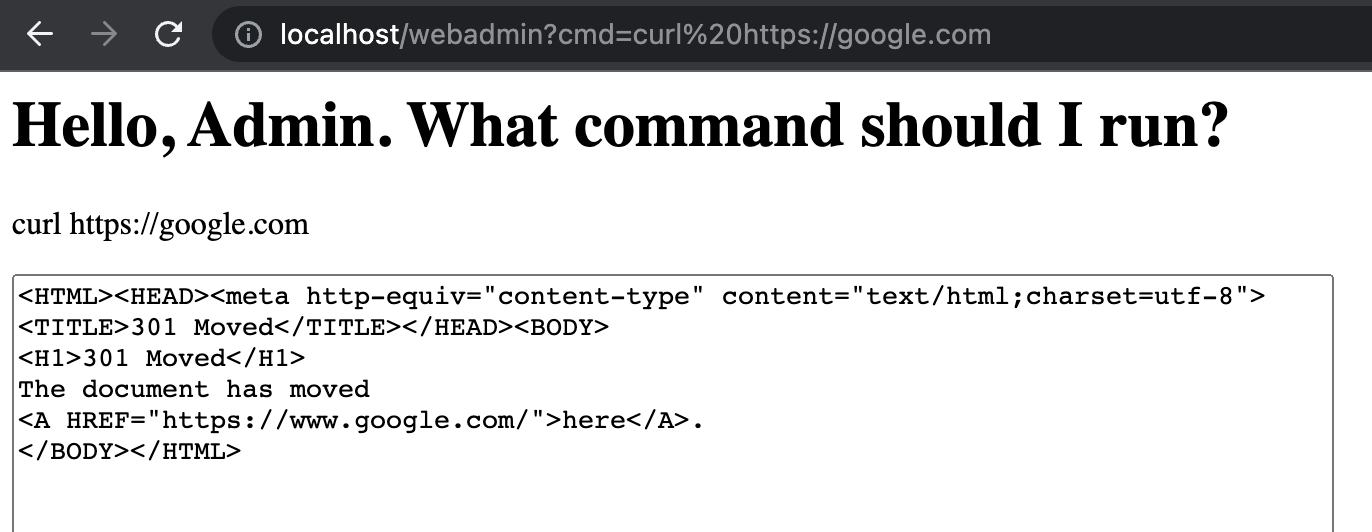 localhost/webadmin?cmd=curl%20https://google.com
Hello, Admin. What command should I run?
curl https://google.com
<HTML><HEAD><meta http-equiv="content-type" content="text/html;charset=utf-8">
<TITLE>301 Moved</TITLE></HEAD><BODY>
<H1>301 Moved</H1>
The document has moved
<A HREF="https://www.google.com/">here</A>.
</BODY></HTML>